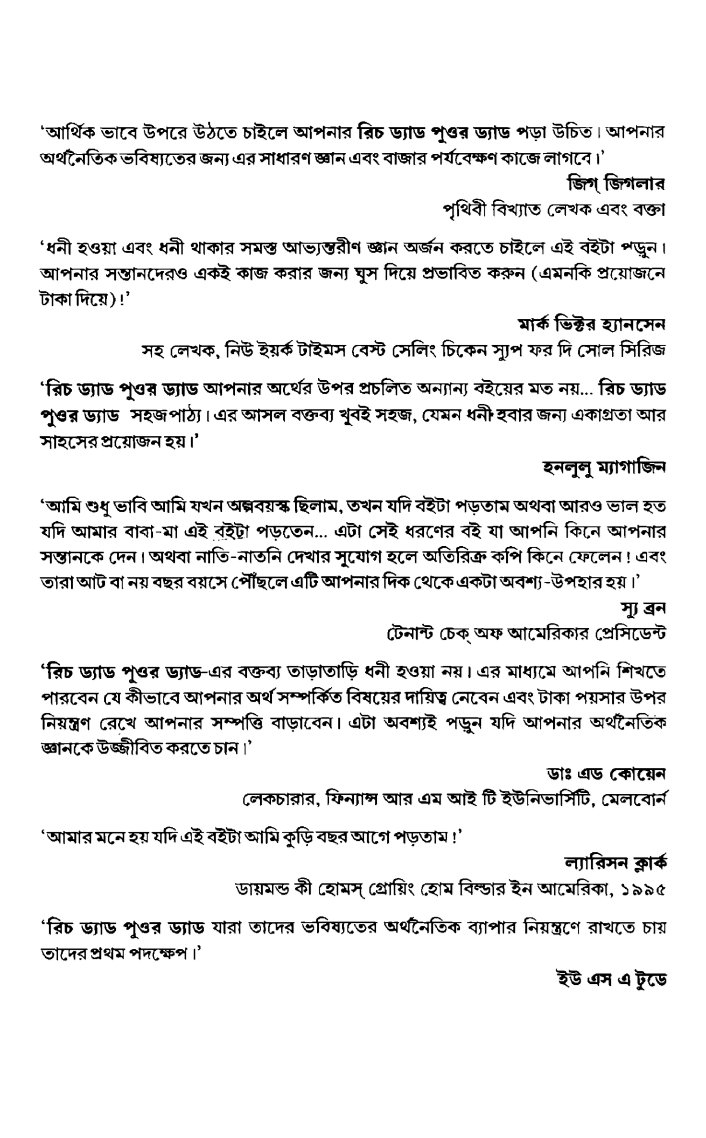 ‘আর্থিক ভাবে উপরে উঠতে চাইলে আপনার রিচ ড্যাড পূওর ড্যাড পড়া উচিত। আপনার
অর্থনৈতিক ভবিষ্যতের জন্য এর সাধারণ জ্ঞান এবং বাজার পর্যবেক্ষণ কাজে লাগবে।’
জিগ্ জিগলার
পৃথিবী বিখ্যাত লেখক এবং বক্তা
‘ধনী হওয়া এবং ধনী থাকার সমস্ত আভ্যন্তরীণ জ্ঞান অর্জন করতে চাইলে এই বইটা পড়ুন।
আপনার সন্তানদেরও একই কাজ করার জন্য ঘুস দিয়ে প্রভাবিত করুন (এমনকি প্রয়োজনে
টাকা দিয়ে)!’
মার্ক ভিক্টর হ্যানসেন
সহ লেখক, নিউ ইয়র্ক টাইমস বেস্ট সেলিং চিকেন স্যুপ ফর দি সোল সিরিজ
‘রিচ ড্যাড পূওর ড্যাড আপনার অর্থের উপর প্রচলিত অন্যান্য বইয়ের মত নয়... রিচ ড্যাড
পূওর ড্যাড সহজপাঠ্য। এর আসল বক্তব্য খুবই সহজ, যেমন ধনী হবার জন্য একাগ্রতা আর
সাহসের প্রয়োজন হয়।’
হনলুলু ম্যাগাজিন
‘আমি শুধু ভাবি আমি যখন অল্পবয়স্ক ছিলাম, তখন যদি বইটা পড়তাম অথবা আরও ভাল হত
যদি আমার বাবা-মা এই বইটা পড়তেন... এটা সেই ধরণের বই যা আপনি কিনে আপনার
সন্তানকে দেন। অথবা নাতি-নাতনি দেখার সুযোগ হলে অতিরিক্ত কপি কিনে ফেলেন! এবং
তারা আট বা নয় বছর বয়সে পৌঁছলে এটি আপনার দিক থেকে একটা অবশ্য-উপহার হয়।’
স্যু ব্রন
টেনান্ট চেক্ অফ আমেরিকার প্রেসিডেন্ট
‘রিচ ড্যাড পূওর ড্যাড-এর বক্তব্য তাড়াতাড়ি ধনী হওয়া নয়। এর মাধ্যমে আপনি শিখতে
পারবেন যে কীভাবে আপনার অর্থ সম্পর্কিত বিষয়ের দায়িত্ব নেবেন এবং টাকা পয়সার উপর
নিয়ন্ত্রণ রেখে আপনার সম্পত্তি বাড়াবেন। এটা অবশ্যই পড়ুন যদি আপনার অর্থনৈতিক
জ্ঞানকে উজ্জীবিত করতে চান।’
ডাঃ এড কোয়েন
লেকচারার, ফিন্যান্স আর এম আই টি ইউনিভার্সিটি, মেলবোর্ন
‘আমার মনে হয় যদি এই বইটা আমি কুড়ি বছর আগে পড়তাম!’
ল্যারিসন ক্লার্ক
ডায়মন্ড কী হোমস্ গ্রোয়িং হোম বিল্ডার ইন আমেরিকা, ১৯৯৫
‘রিচ ড্যাড পূওর ড্যাড যারা তাদের ভবিষ্যতের অর্থনৈতিক ব্যাপার নিয়ন্ত্রণে রাখতে চায়
তাদের প্রথম পদক্ষেপ।’
ইউ এস এ টুডে